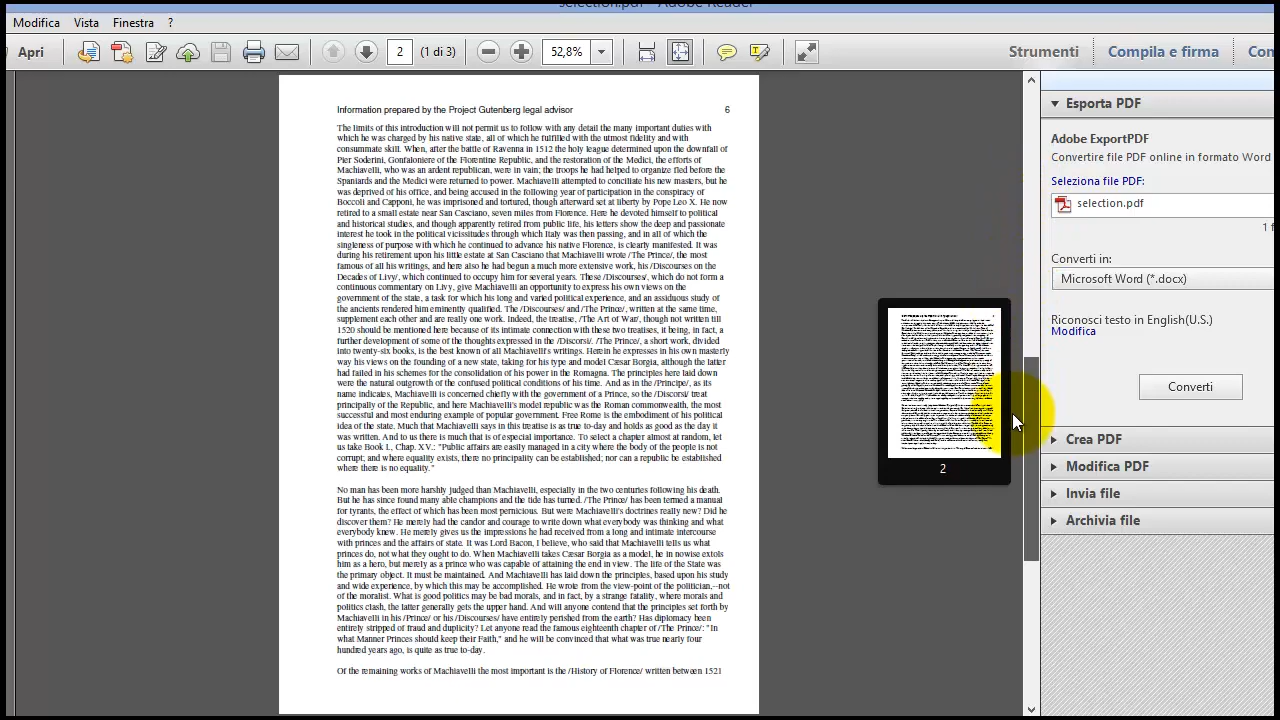 selection.pdf - Adobe Reader
Modifica Vista Finestra ?
Apri 2 (1 di 3) 52,8% Strumenti Compila e firma
Information prepared by the Project Gutenberg legal advisor 6
The limits of this introduction will not permit us to follow with any detail the many important duties with
which he was charged by his native state, all of which he fulfilled with the utmost fidelity and with
consummate skill. When, after the battle of Ravenna in 1512 the holy league determined upon the downfall of
Pier Soderini, Gonfaloniere of the Florentine Republic, and the restoration of the Medici, the efforts of
Machiavelli, who was an ardent republican, were in vain; the troops he had helped to organize fled before the
Spaniards and the Medici were returned to power. Machiavelli attempted to conciliate his new masters, but he
was deprived of his office, and being accused in the following year of participation in the conspiracy of
Boccoli and Capponi, he was imprisoned and tortured, though afterward set at liberty by Pope Leo X. He now
retired to a small estate near San Casciano, seven miles from Florence. Here he devoted himself to political
and historical studies, and though apparently retired from public life, his letters show the deep and passionate
interest he took in the political vicissitudes through which Italy was then passing, and in all of which the
singleness of purpose with which he continued to advance his native Florence, is clearly manifested. It was
during his retirement upon his little estate at San Casciano that Machiavelli wrote /The Prince/, the most
famous of all his writings, and here also he had begun a much more extensive work, his /Discourses on the
Decades of Livy/, which continued to occupy him for several years. These /Discourses/, which do not form a
continuous commentary on Livy, give Machiavelli an opportunity to express his own views on the
government of the state, a task for which his long and varied political experience, and an assiduous study of
the ancients rendered him eminently qualified. The /Discourses/ and /The Prince/, written at the same time,
supplement each other and are really one work. Indeed, the treatise, /The Art of War/, though not written till
1520 should be mentioned here because of its intimate connection with these two treatises, it being, in fact, a
further development of some of the thoughts expressed in the /Discorsi/. /The Prince/, a short work, divided
into twenty-six books, is the best known of all Machiavelli's writings. Herein he expresses in his own masterly
way his views on the founding of a new state, taking for his type and model Cæsar Borgia, although the latter
had failed in his schemes for the consolidation of his power in the Romagna. The principles here laid down
were the natural outgrowth of the confused political conditions of his time. And as in the /Principe/, as its
name indicates, Machiavelli is concerned chiefly with the government of a Prince, so the /Discorsi/ treat
principally of the Republic, and here Machiavelli's model republic was the Roman commonwealth, the most
successful and most enduring example of popular government. Free Rome is the embodiment of his political
idea of the state. Much that Machiavelli says in this treatise is as true to-day and holds as good as the day it
was written. And to us there is much that is of especial importance. To select a chapter almost at random, let
us take Book I., Chap. XV.: "Public affairs are easily managed in a city where the body of the people is not
corrupt; and where equality exists, there no principality can be established; nor can a republic be established
where there is no equality."
No man has been more harshly judged than Machiavelli, especially in the two centuries following his death.
But he has since found many able champions and the tide has turned. /The Prince/ has been termed a manual
for tyrants, the effect of which has been most pernicious. But were Machiavelli's doctrines really new? Did he
discover them? He merely had the candor and courage to write down what everybody was thinking and what
everybody knew. He merely gives us the impressions he had received from a long and intimate intercourse
with princes and the affairs of state. It was Lord Bacon, I believe, who said that Machiavelli tells us what
princes do, not what they ought to do. When Machiavelli takes Cæsar Borgia as a model, he in nowise extols
him as a hero, but merely as a prince who was capable of attaining the end in view. The life of the State was
the primary object. It must be maintained. And Machiavelli has laid down the principles, based upon his study
and wide experience, by which this may be accomplished. He wrote from the view-point of the politician,--not
of the moralist. What is good politics may be bad morals, and in fact, by a strange fatality, where morals and
politics clash, the latter generally gets the upper hand. And will anyone contend that the principles set forth by
Machiavelli in his /Prince/ or his /Discourses/ have entirely perished from the earth? Has diplomacy been
entirely stripped of fraud and duplicity? Let anyone read the famous eighteenth chapter of /The Prince/: "In
what Manner Princes should keep their Faith," and he will be convinced that what was true nearly four
hundred years ago, is quite as true to-day.
Of the remaining works of Machiavelli the most important is the /History of Florence/ written between 1521
2
Esporta PDF
Adobe ExportPDF
Convertire file PDF online in formato Word
Seleziona file PDF:
selection.pdf
Converti in:
Microsoft Word (*.docx)
Riconosci testo in English(U.S.)
Modifica
Converti
Crea PDF
Modifica PDF
Invia file
Archivia file